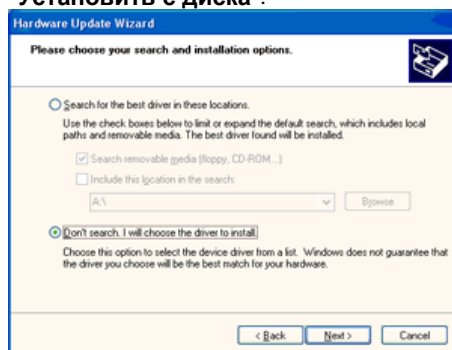 Установить с диска".
Hardware Update Wizard
Please choose your search and installation options.
Search for the best driver in these locations.
Use the check boxes below to limit or expand the default search, which includes local
paths and removable media. The best driver found will be installed.
Search removable media (floppy, CD-ROM...)
Include this location in the search:
A:\
Browse
Don't search. I will choose the driver to install.
Choose this option to select the device driver from a list. Windows does not guarantee that
the driver you choose will be the best match for your hardware.
< Back Next > Cancel